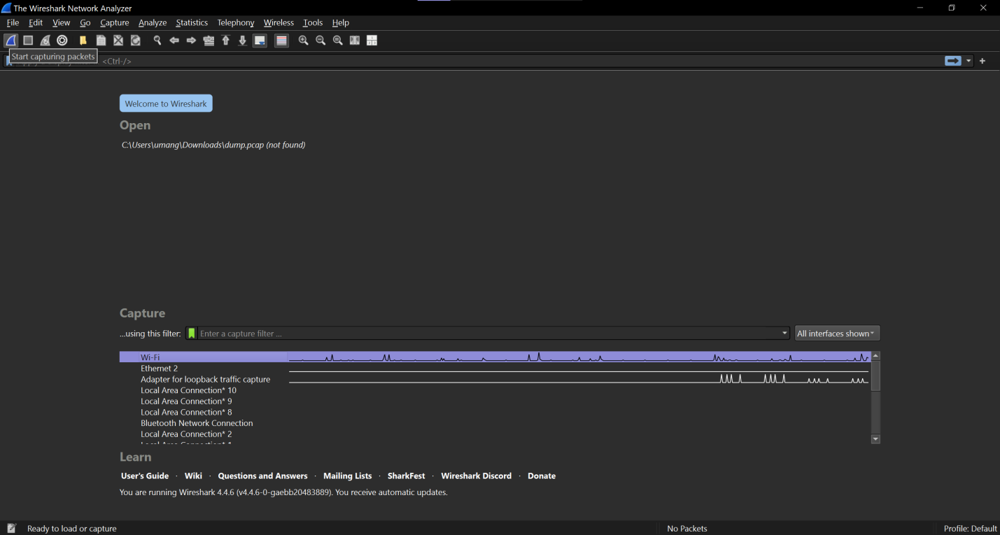 The Wireshark Network Analyzer
File Edit View Go Capture Analyze Statistics Telephony Wireless Tools Help
Start capturing packets
<Ctrl-/>
Welcome to Wireshark
Open
C:\Users\umang\Downloads\dump.pcap (not found)
Capture
...using this filter: Enter a capture filter ... All interfaces shown
Wi-Fi
Ethernet 2
Adapter for loopback traffic capture
Local Area Connection* 10
Local Area Connection* 9
Local Area Connection* 8
Bluetooth Network Connection
Local Area Connection* 2
Local Area Connection* 1
Learn
User's Guide · Wiki · Questions and Answers · Mailing Lists · SharkFest · Wireshark Discord · Donate
You are running Wireshark 4.4.6 (v4.4.6-0-gaebb20483889). You receive automatic updates.
Ready to load or capture No Packets Profile: Default